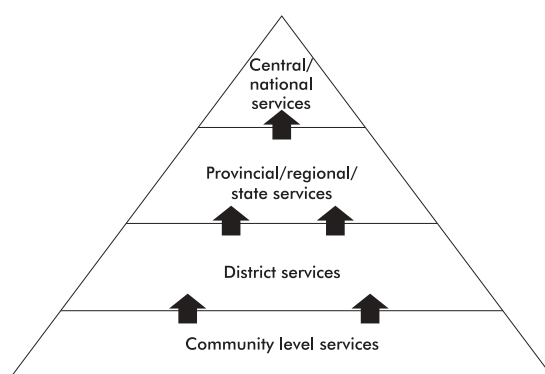 Central/
national
services
Provincial/regional/
state services
District services
Community level services